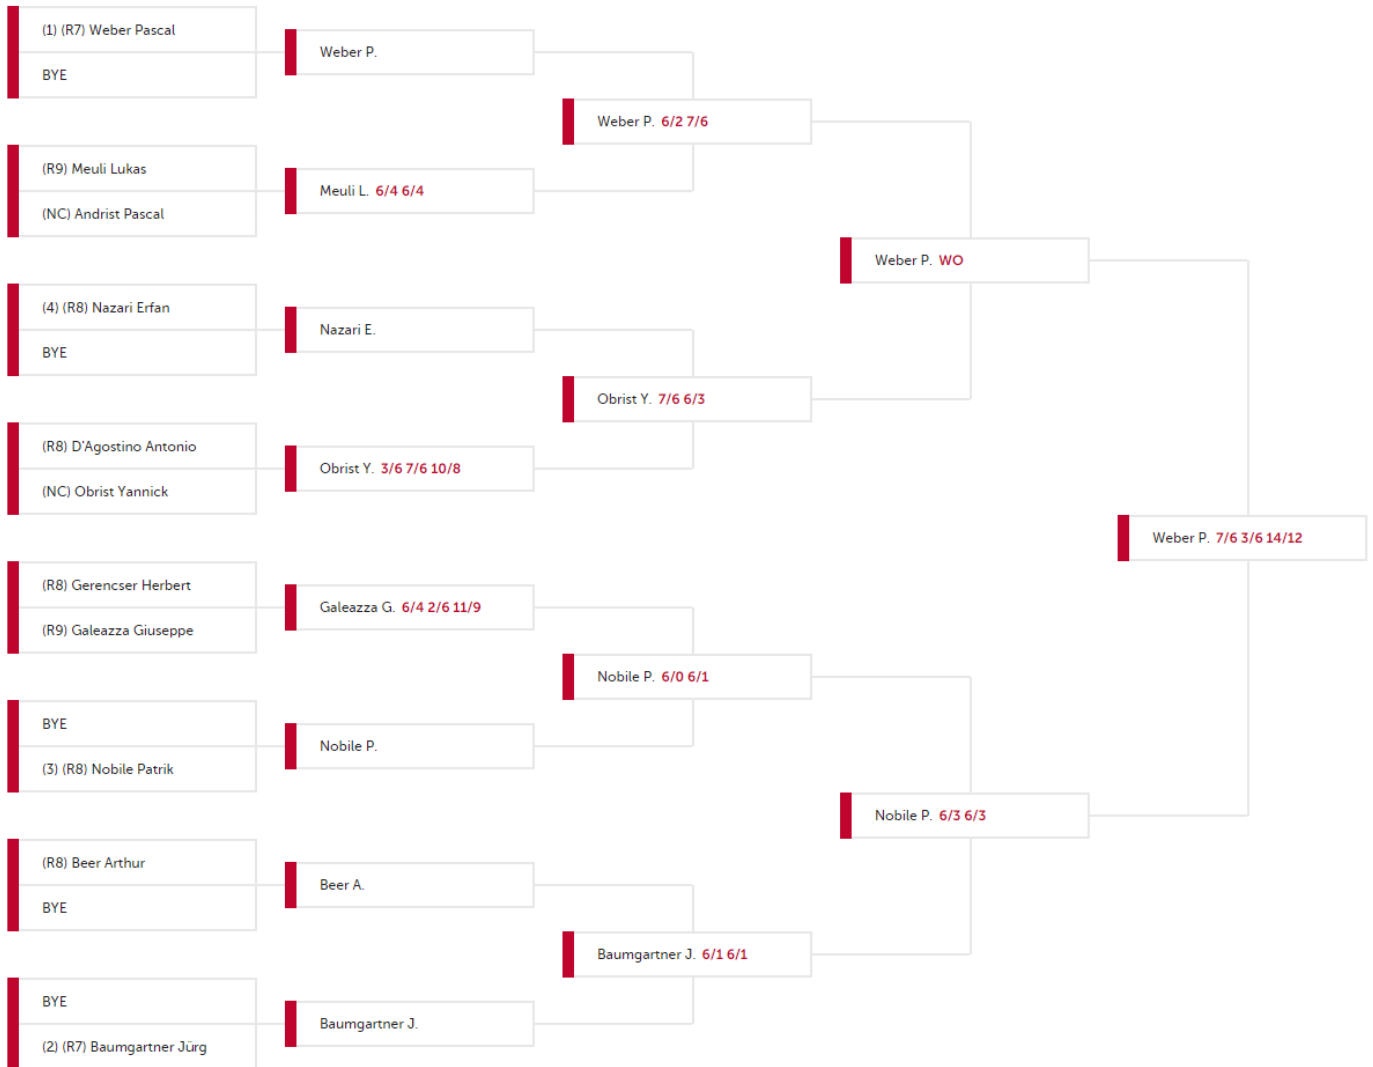 (1) (R7) Weber Pascal
BYE
(R9) Meuli Lukas
(NC) Andrist Pascal
(4) (R8) Nazari Erfan
BYE
(R8) D'Agostino Antonio
(NC) Obrist Yannick
(R8) Gerencser Herbert
(R9) Galeazza Giuseppe
BYE
(3) (R8) Nobile Patrik
(R8) Beer Arthur
BYE
BYE
(2) (R7) Baumgartner Jürg
Weber P.
Meuli L. 6/4 6/4
Nazari E.
Obrist Y. 3/6 7/6 10/8
Galeazza G. 6/4 2/6 11/9
Nobile P.
Beer A.
Baumgartner J.
Weber P. 6/2 7/6
Obrist Y. 7/6 6/3
Nobile P. 6/0 6/1
Baumgartner J. 6/1 6/1
Weber P. WO
Nobile P. 6/3 6/3
Weber P. 7/6 3/6 14/12